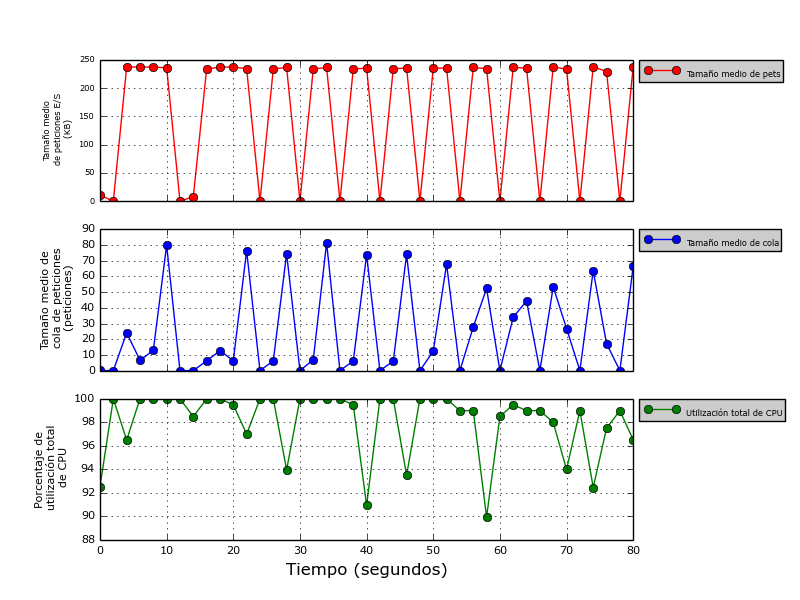 250
200
150
100
50
0
Tamaño medio
de peticiones E/S
(KB)
Tamaño medio de pets
90
80
70
60
50
40
30
20
10
0
Tamaño medio de
cola de peticiones
(peticiones)
Tamaño medio de cola
100
98
96
94
92
90
88
Porcentaje de
utilización total
de CPU
Utilización total de CPU
0 10 20 30 40 50 60 70 80
Tiempo (segundos)